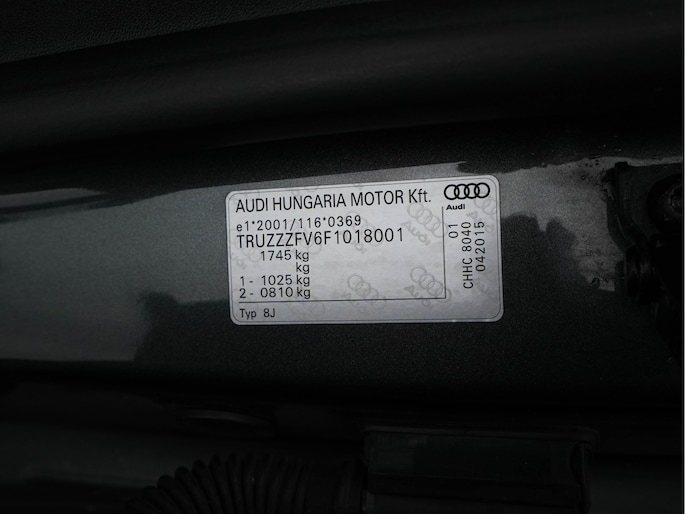 AUDI HUNGARIA MOTOR Kft.
Audi
e1*2001/116*0369
TRUZZZFV6F1018001
1745 kg
kg
1 - 1025 kg
2 - 0810 kg
Typ 8J
01
CHHC 8040
042015